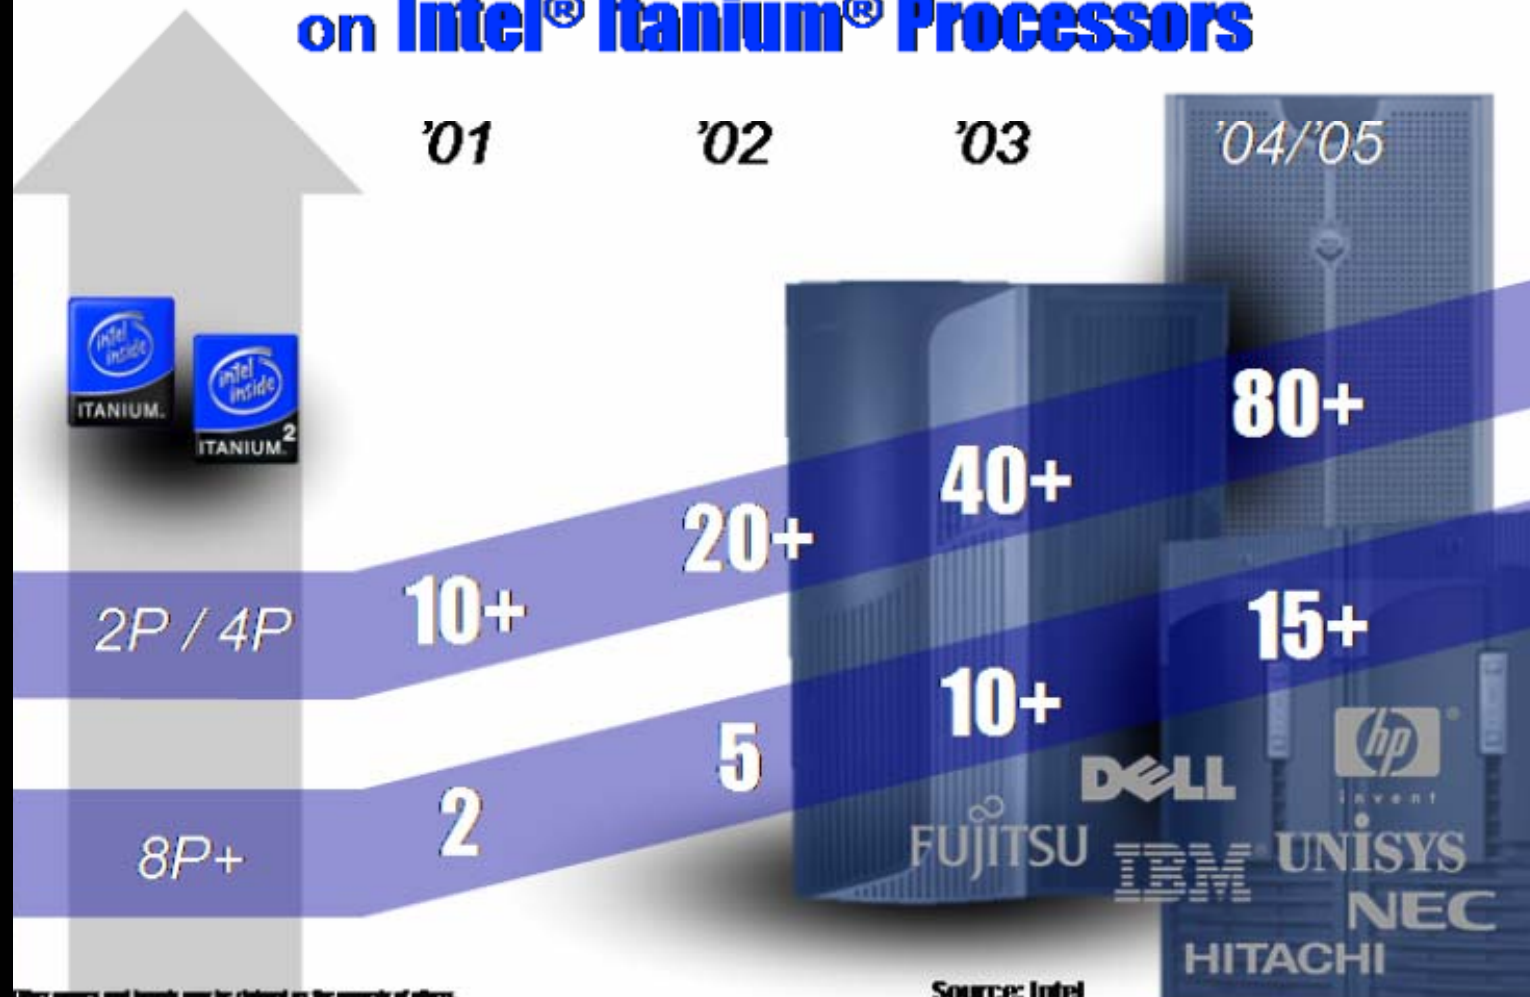 on Intel® Itanium® Processors
'01 '02 '03 '04/'05
intel inside
ITANIUM.
intel inside
ITANIUM. 2
2P / 4P 10+ 20+ 40+ 80+
8P+ 2 5 10+ 15+
DELL
hp
invent
FUJITSU
IBM
UNISYS
NEC
HITACHI
Source: Intel